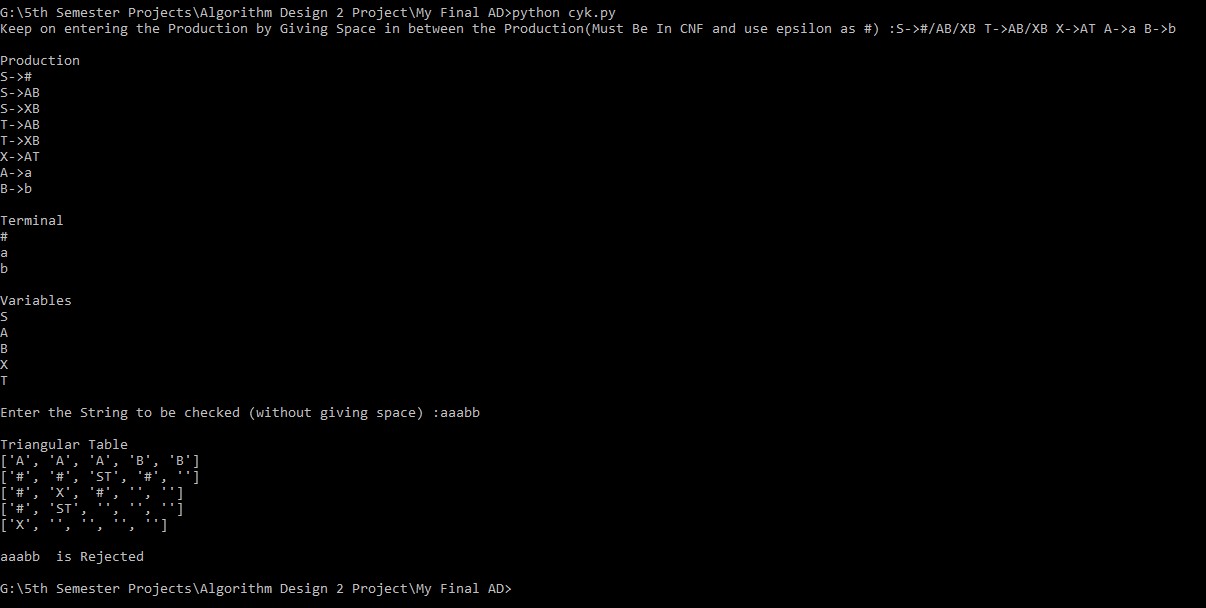 G:\5th Semester Projects\Algorithm Design 2 Project\My Final AD>python cyk.py
Keep on entering the Production by Giving Space in between the Production(Must Be In CNF and use epsilon as #) :S->#/AB/XB T->AB/XB X->AT A->a B->b
Production
S->#
S->AB
S->XB
T->AB
T->XB
X->AT
A->a
B->b
Terminal
#
a
b
Variables
S
A
B
X
T
Enter the String to be checked (without giving space) :aaabb
Triangular Table
['A', 'A', 'A', 'B', 'B']
['#', '#', 'ST', '#', '']
['#', 'X', '#', '', '']
['#', 'ST', '', '', '']
['X', '', '', '', '']
aaabb  is Rejected
G:\5th Semester Projects\Algorithm Design 2 Project\My Final AD>